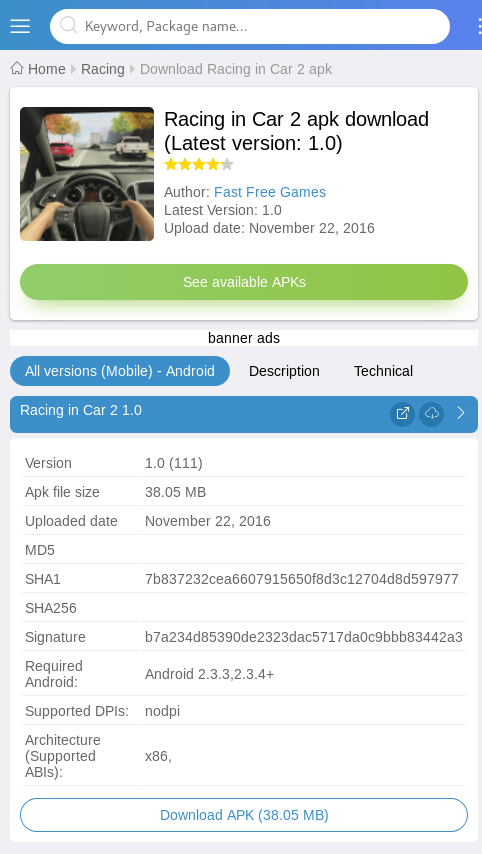 Keyword, Package name...
Home Racing Download Racing in Car 2 apk
Racing in Car 2 apk download
(Latest version: 1.0)
Author: Fast Free Games
Latest Version: 1.0
Upload date: November 22, 2016
See available APKs
banner ads
All versions (Mobile) - Android Description Technical
Racing in Car 2 1.0
Version 1.0 (111)
Apk file size 38.05 MB
Uploaded date November 22, 2016
MD5
SHA1 7b837232cea6607915650f8d3c12704d8d597977
SHA256
Signature b7a234d85390de2323dac5717da0c9bbb83442a3
Required
Android: Android 2.3.3,2.3.4+
Supported DPIs: nodpi
Architecture
(Supported
ABIs): x86,
Download APK (38.05 MB)